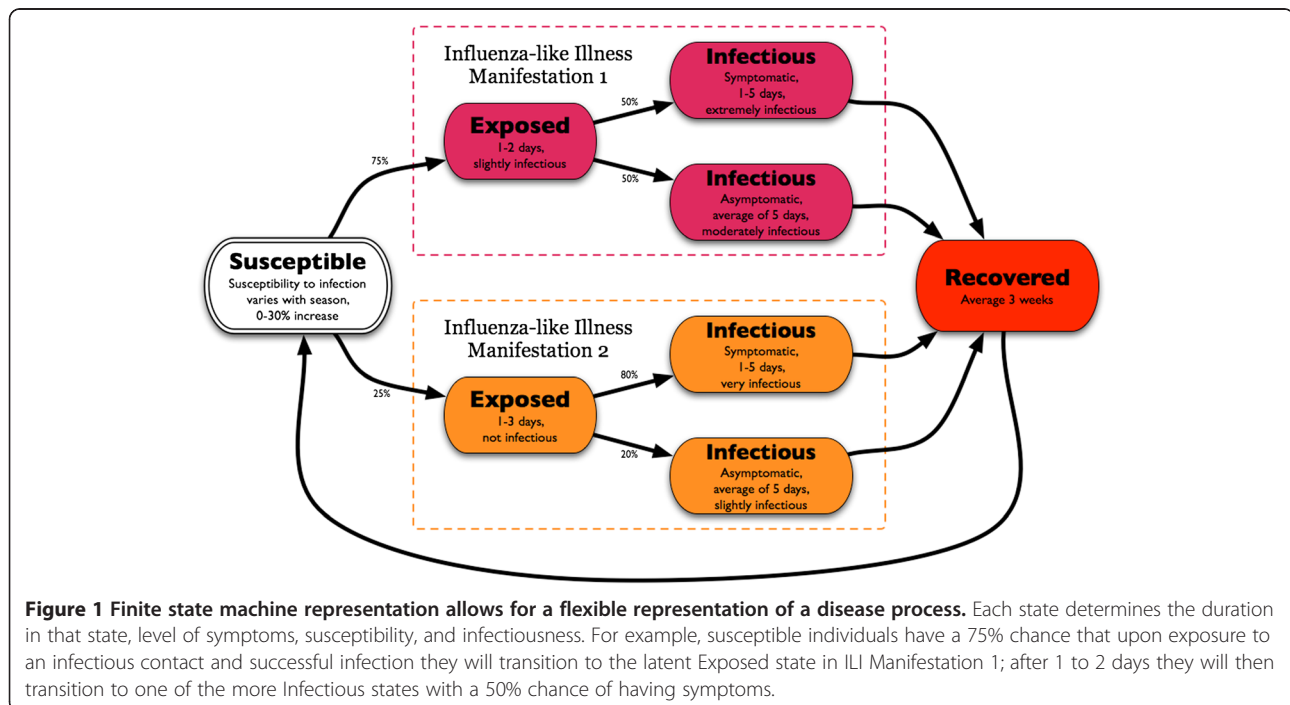 Influenza-like Illness
Manifestation 1
Infectious
Symptomatic,
1-5 days,
extremely infectious
50%
Exposed
1-2 days,
slightly infectious
75%
50%
Infectious
Asymptomatic,
average of 5 days,
moderately infectious
Susceptible
Susceptibility to infection
varies with season,
0-30% increase
Recovered
Average 3 weeks
Influenza-like Illness
Manifestation 2
Infectious
Symptomatic,
1-5 days,
very infectious
80%
25%
Exposed
1-3 days,
not infectious
20%
Infectious
Asymptomatic,
average of 5 days,
slightly infectious
Figure 1 Finite state machine representation allows for a flexible representation of a disease process. Each state determines the duration
in that state, level of symptoms, susceptibility, and infectiousness. For example, susceptible individuals have a 75% chance that upon exposure to
an infectious contact and successful infection they will transition to the latent Exposed state in ILI Manifestation 1; after 1 to 2 days they will then
transition to one of the more Infectious states with a 50% chance of having symptoms.